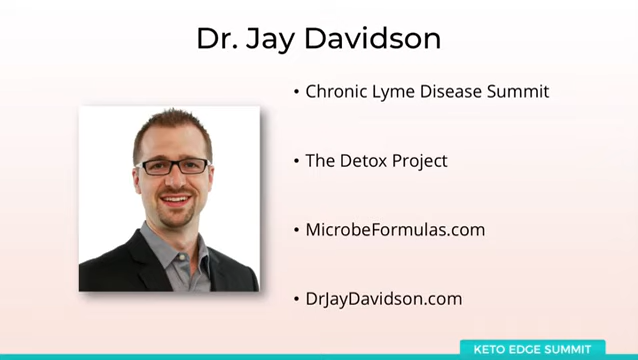 Dr. Jay Davidson
• Chronic Lyme Disease Summit
• The Detox Project
• MicrobeFormulas.com
• DrJayDavidson.com
KETO EDGE SUMMIT